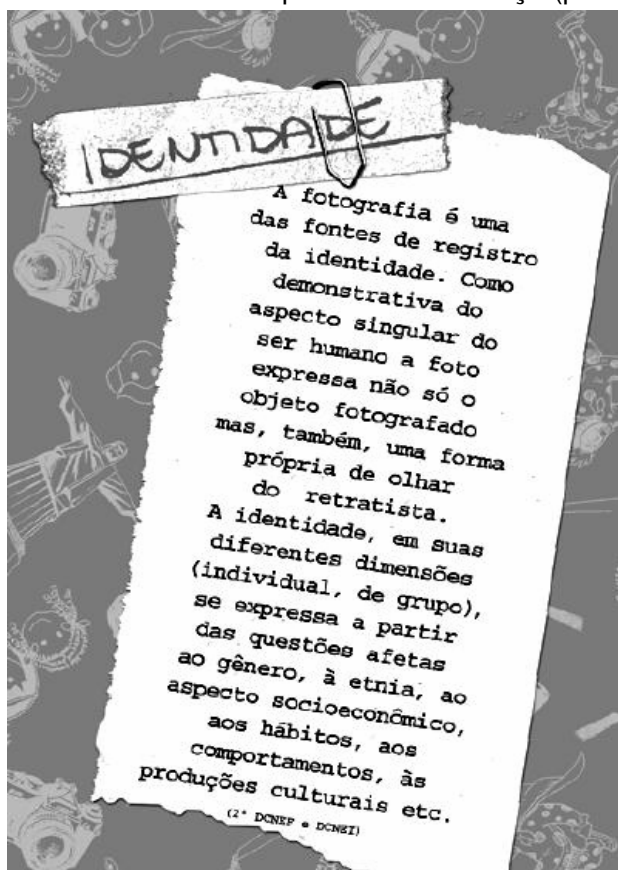 IDENTIDADE
A fotografia é uma
das fontes de registro
da identidade. Como
demonstrativa do
aspecto singular do
ser humano a foto
expressa não só o
objeto fotografado
mas, também, uma forma
própria de olhar
do retratista.
A identidade, em suas
diferentes dimensões
(individual, de grupo),
se expressa a partir
das questões afetas
ao gênero, à etnia, ao
aspecto socioeconômico,
aos hábitos, aos
comportamentos, às
produções culturais etc.
(2ª DCNEF e DCNEI)